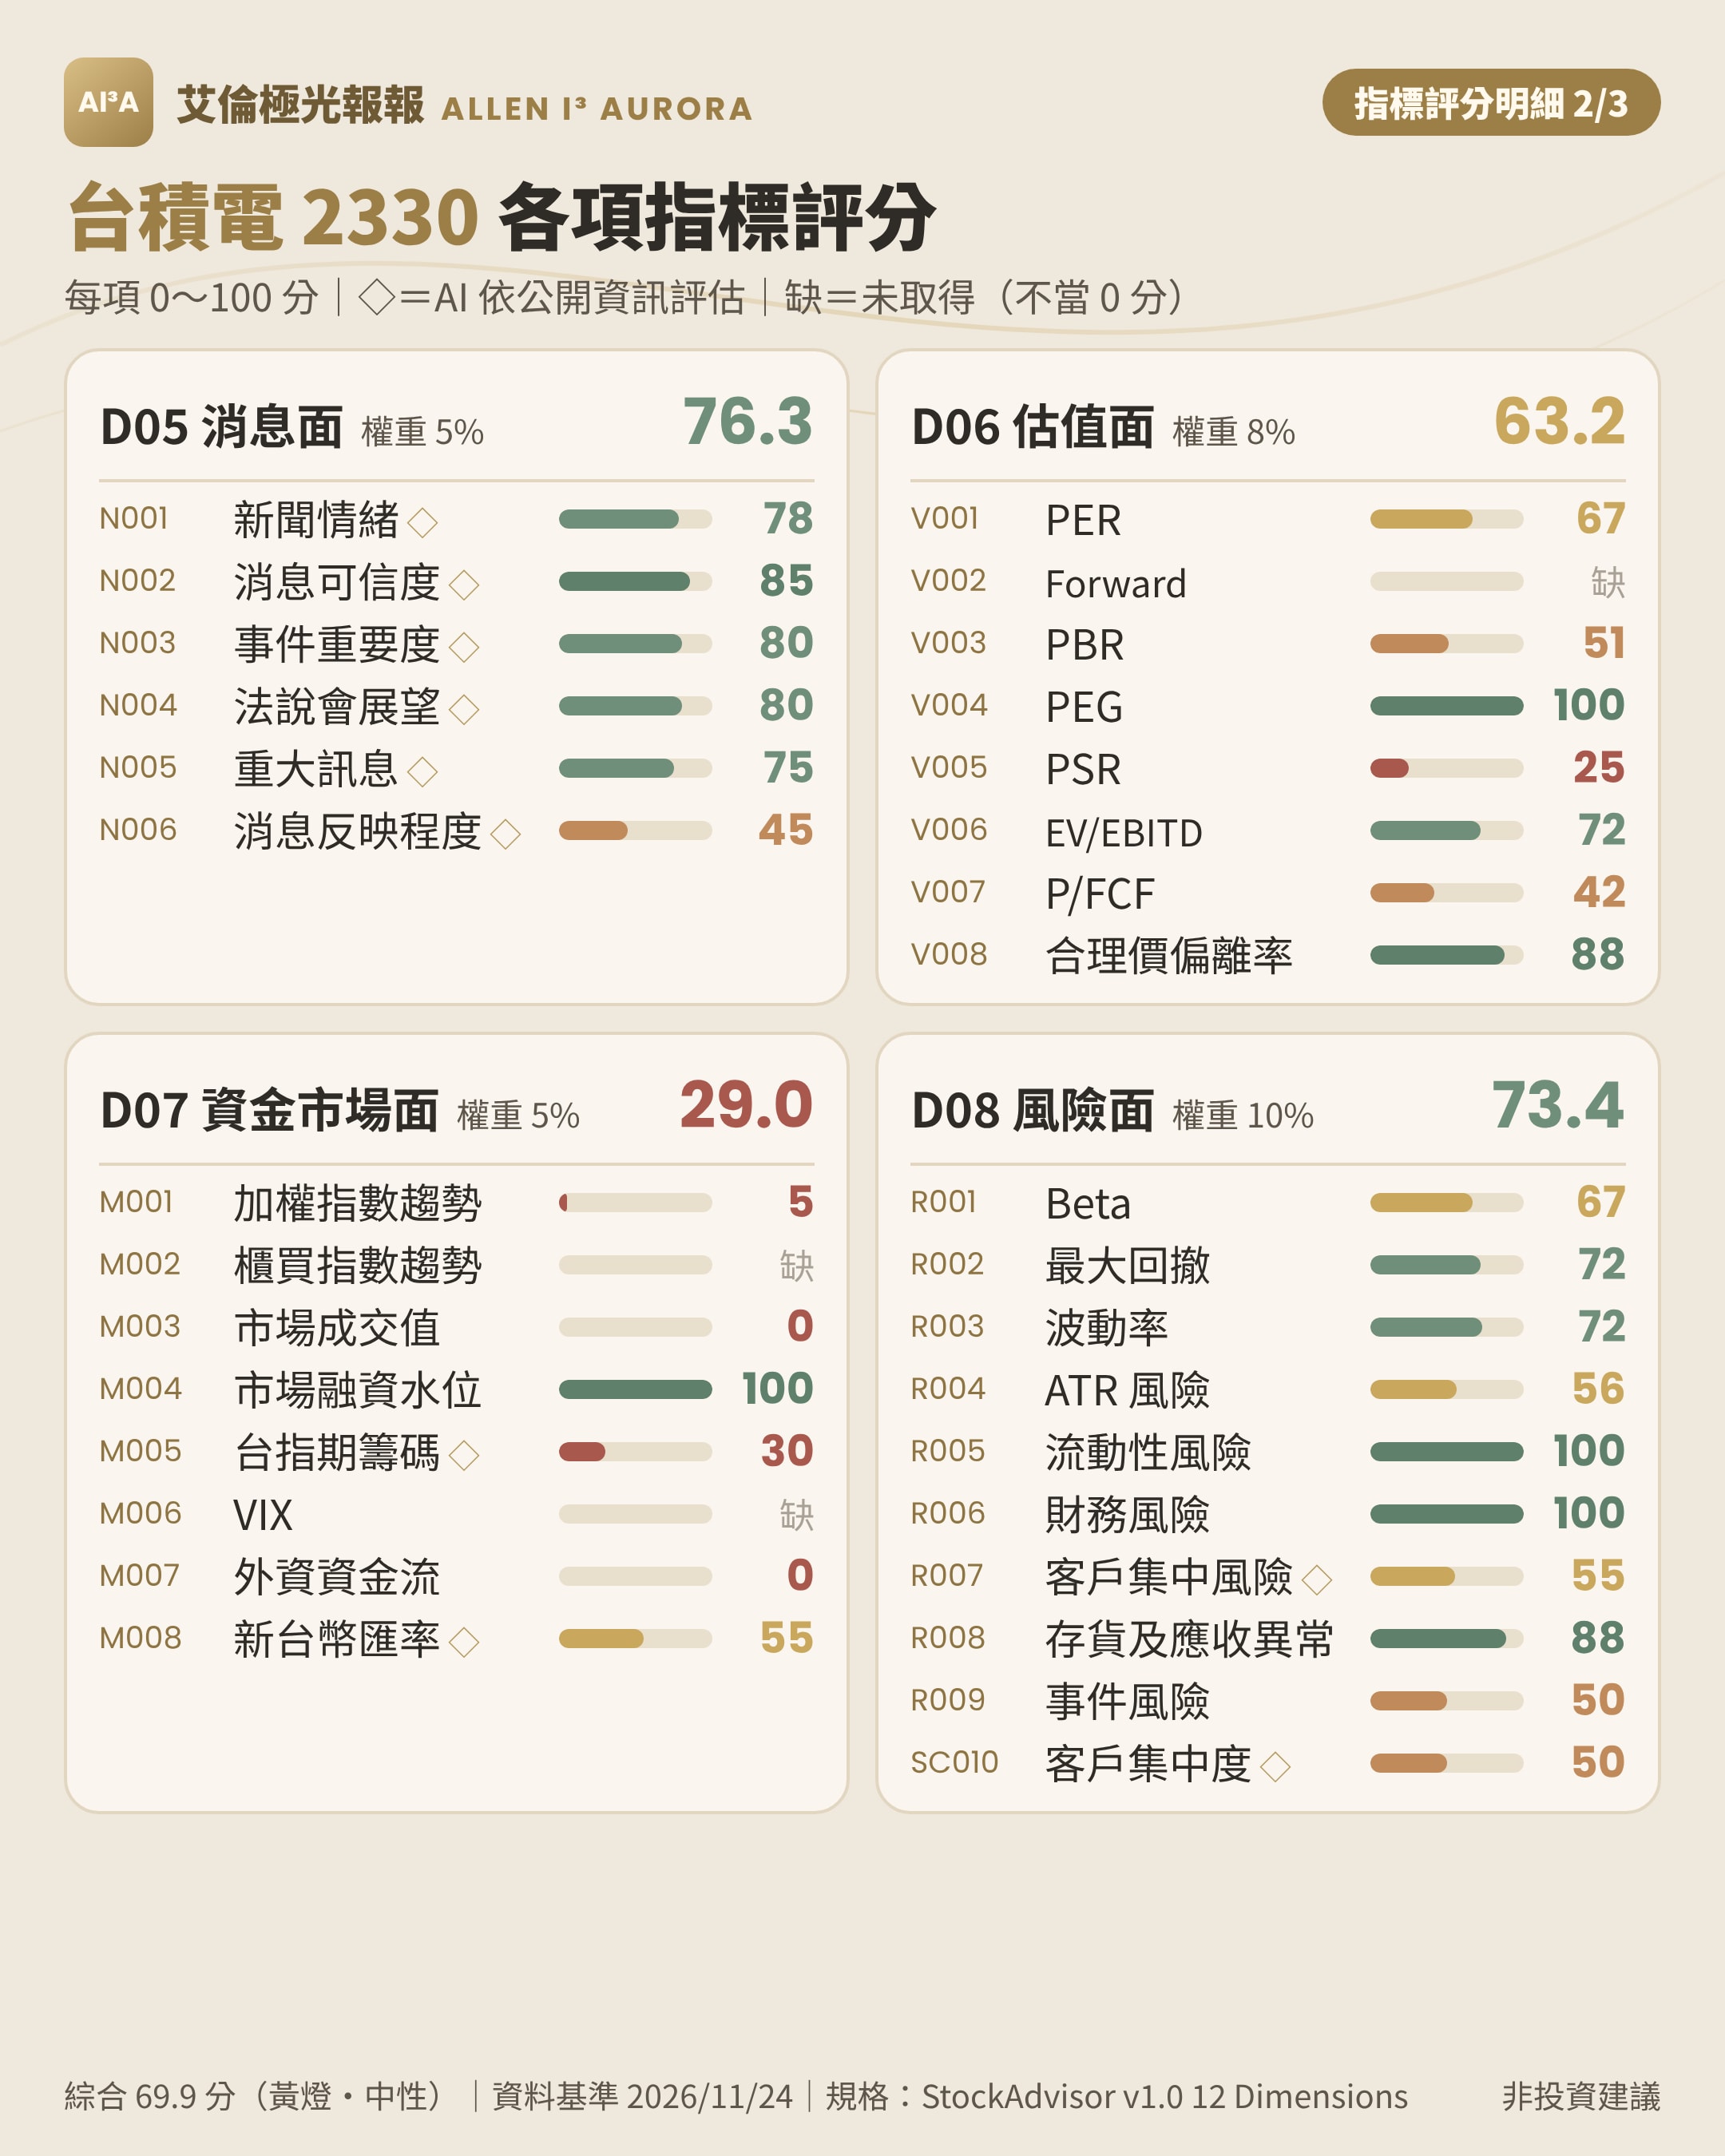 AI³A 艾倫極光報報 ALLEN I³ AURORA
指標評分明細 2/3
台積電 2330 各項指標評分
每項 0～100 分｜◇＝AI 依公開資訊評估｜缺＝未取得（不當 0 分）
D05 消息面 權重 5% 76.3
N001 新聞情緒 ◇ 78
N002 消息可信度 ◇ 85
N003 事件重要度 ◇ 80
N004 法說會展望 ◇ 80
N005 重大訊息 ◇ 75
N006 消息反映程度 ◇ 45
D06 估值面 權重 8% 63.2
V001 PER 67
V002 Forward 缺
V003 PBR 51
V004 PEG 100
V005 PSR 25
V006 EV/EBITD 72
V007 P/FCF 42
V008 合理價偏離率 88
D07 資金市場面 權重 5% 29.0
M001 加權指數趨勢 5
M002 櫃買指數趨勢 缺
M003 市場成交值 0
M004 市場融資水位 100
M005 台指期籌碼 ◇ 30
M006 VIX 缺
M007 外資資金流 0
M008 新台幣匯率 ◇ 55
D08 風險面 權重 10% 73.4
R001 Beta 67
R002 最大回撤 72
R003 波動率 72
R004 ATR 風險 56
R005 流動性風險 100
R006 財務風險 100
R007 客戶集中風險 ◇ 55
R008 存貨及應收異常 88
R009 事件風險 50
SC010 客戶集中度 ◇ 50
綜合 69.9 分（黃燈・中性）｜資料基準 2026/11/24｜規格：StockAdvisor v1.0 12 Dimensions
非投資建議